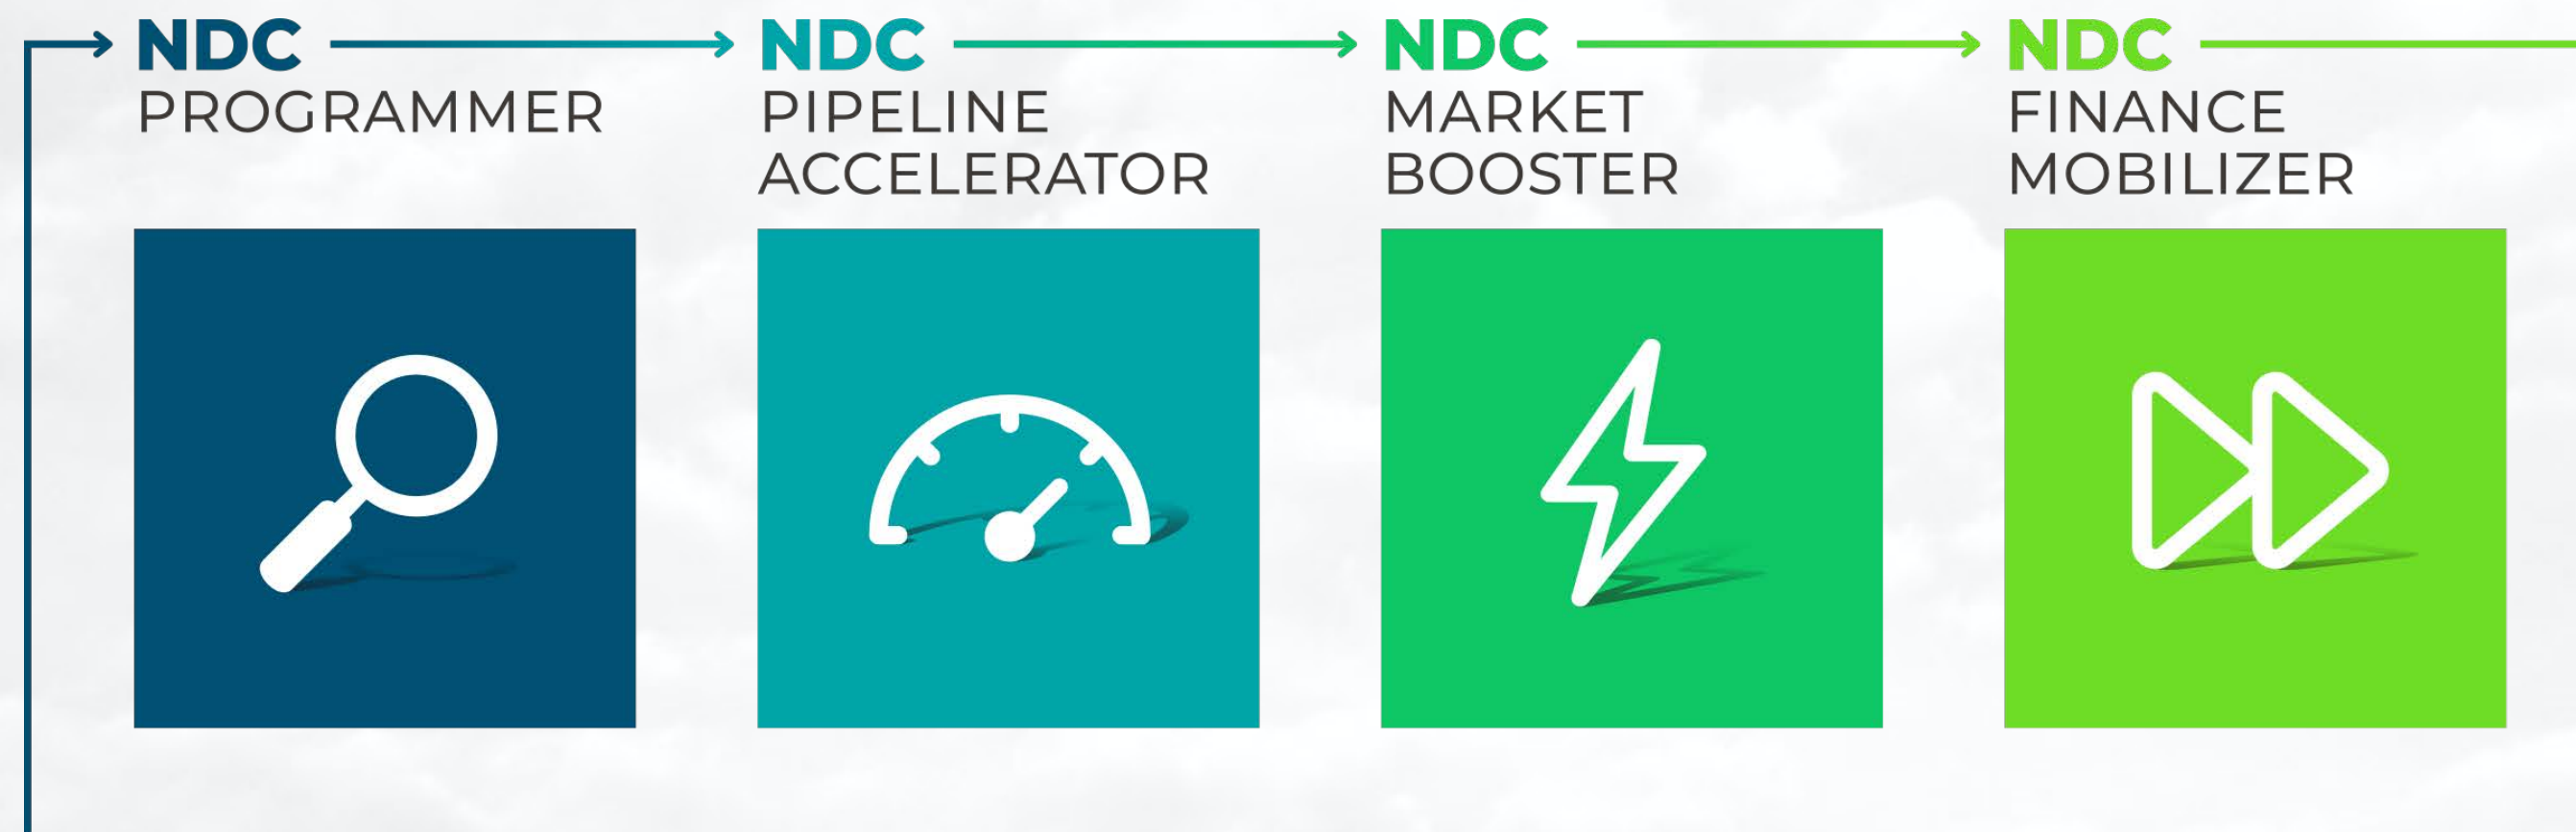 NDC
PROGRAMMER
NDC
PIPELINE
ACCELERATOR
NDC
MARKET
BOOSTER
NDC
FINANCE
MOBILIZER